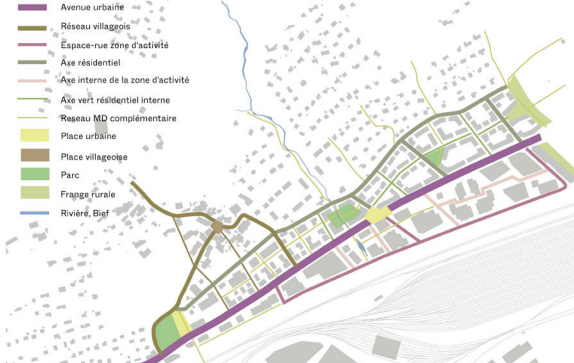 Avenue urbaine
Réseau villageois
Espace-rue zone d'activité
Axe résidentiel
Axe interne de la zone d'activité
Axe vert résidentiel interne
Reseau MD complémentaire
Place urbaine
Place villageoise
Parc
Frange rurale
Rivière, Bief